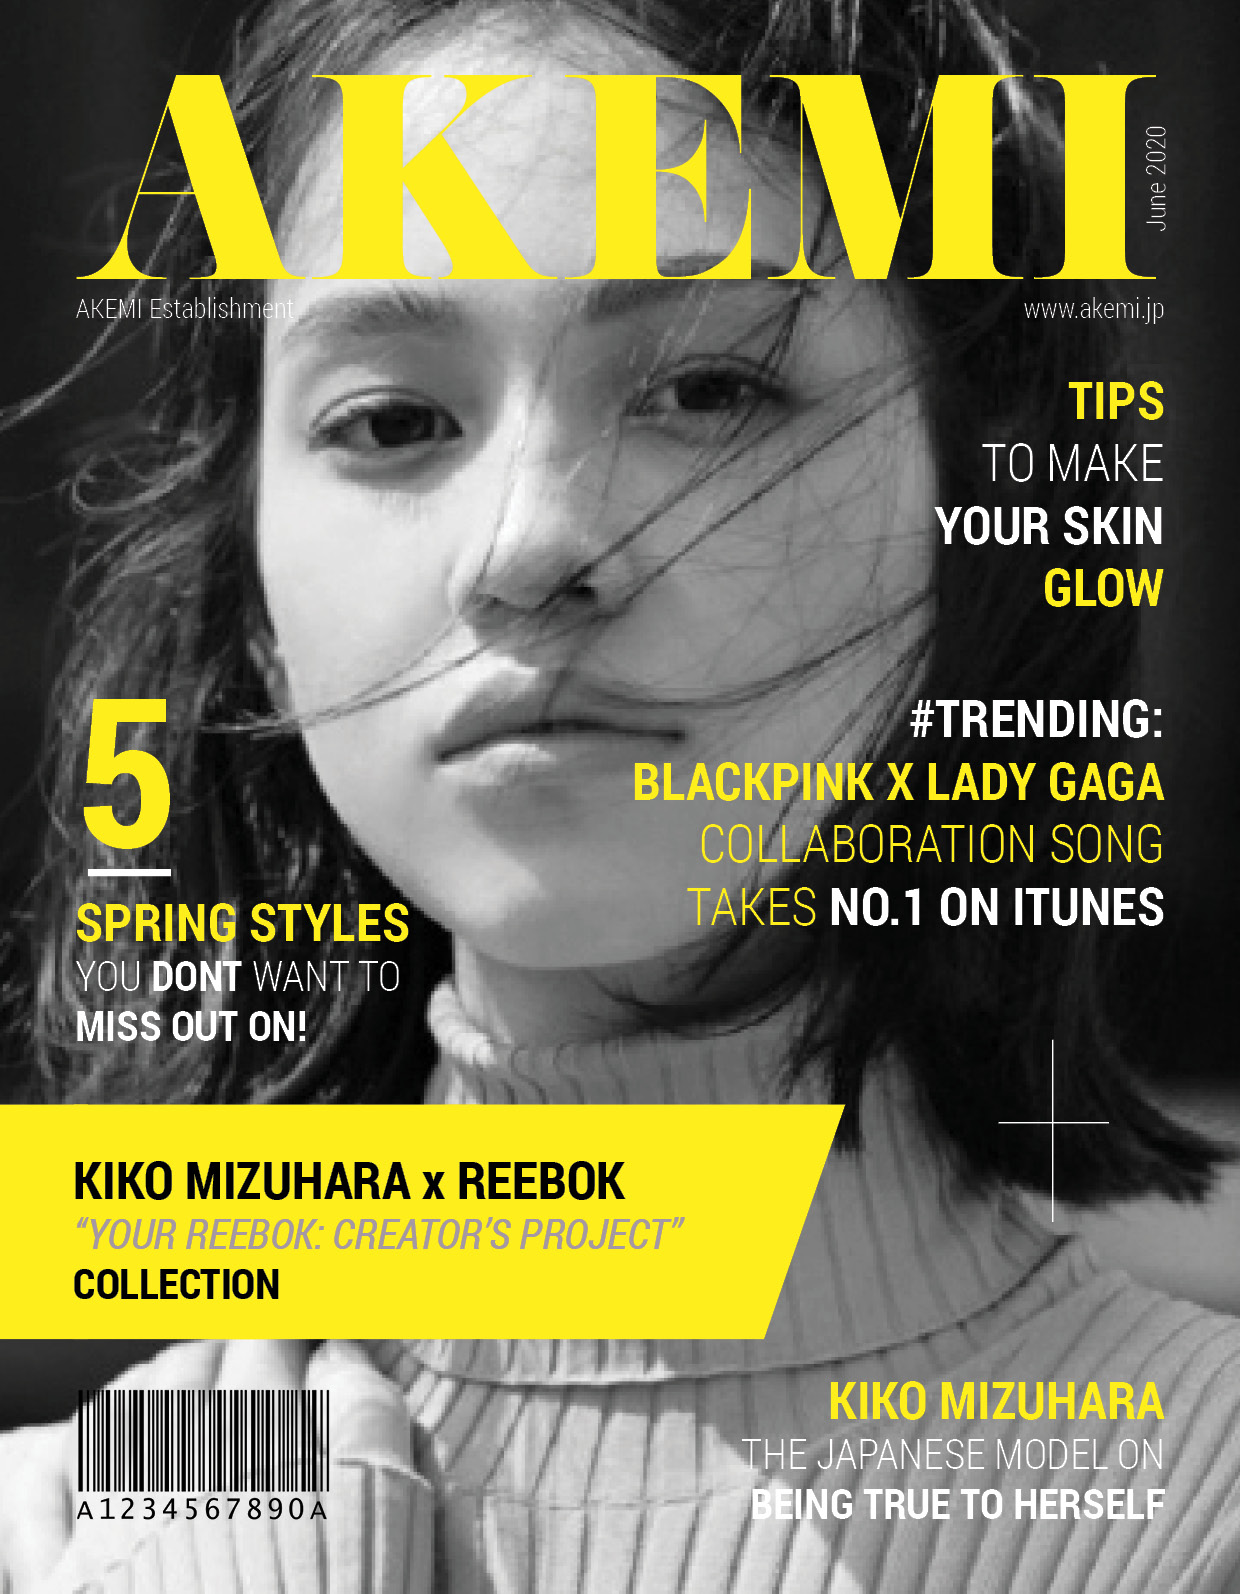 AKEMI
June 2020
AKEMI Establishment
www.akemi.jp
TIPS
TO MAKE
YOUR SKIN
GLOW
#TRENDING:
BLACKPINK X LADY GAGA
COLLABORATION SONG
TAKES NO.1 ON ITUNES
5
SPRING STYLES
YOU DONT WANT TO
MISS OUT ON!
KIKO MIZUHARA x REEBOK
“YOUR REEBOK: CREATOR’S PROJECT”
COLLECTION
A1234567890A
KIKO MIZUHARA
THE JAPANESE MODEL ON
BEING TRUE TO HERSELF